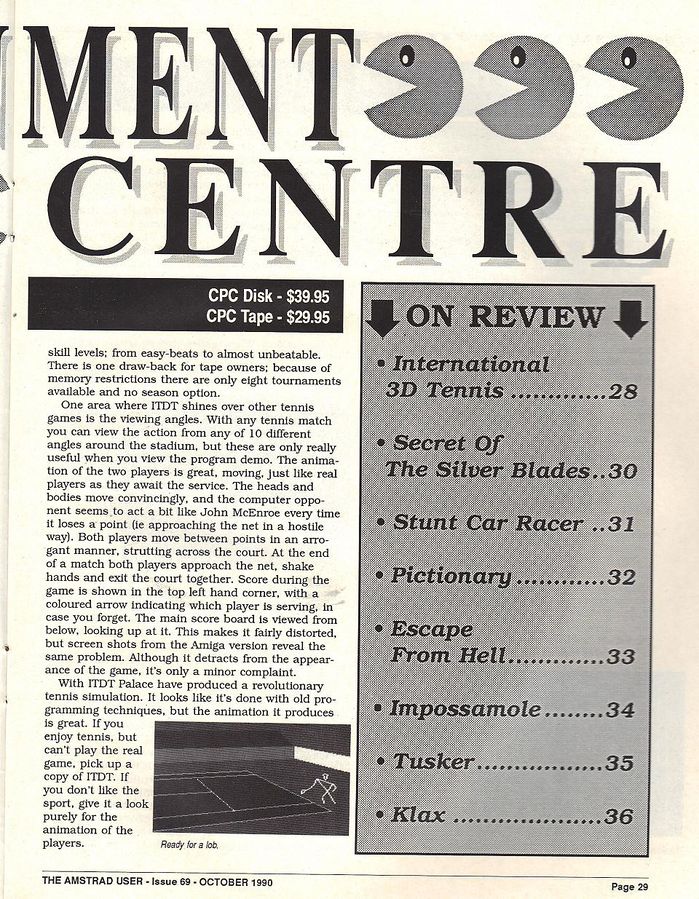 MENT
CENTRE
CPC Disk - $39.95
CPC Tape - $29.95
skill levels; from easy-beats to almost unbeatable.
There is one draw-back for tape owners; because of
memory restrictions there are only eight tournaments
available and no season option.
One area where ITDT shines over other tennis
games is the viewing angles. With any tennis match
you can view the action from any of 10 different
angles around the stadium, but these are only really
useful when you view the program demo. The anima-
tion of the two players is great, moving, just like real
players as they await the service. The heads and
bodies move convincingly, and the computer oppo-
nent seems to act a bit like John McEnroe every time
it loses a point (ie approaching the net in a hostile
way). Both players move between points in an arro-
gant manner, strutting across the court. At the end
of a match both players approach the net, shake
hands and exit the court together. Score during the
game is shown in the top left hand corner, with a
coloured arrow indicating which player is serving, in
case you forget. The main score board is viewed from
below, looking up at it. This makes it fairly distorted,
but screen shots from the Amiga version reveal the
same problem. Although it detracts from the appear-
ance of the game, it's only a minor complaint.
With ITDT Palace have produced a revolutionary
tennis simulation. It looks like it's done with old pro-
gramming techniques, but the animation it produces
is great. If you
enjoy tennis, but
can't play the real
game, pick up a
copy of ITDT. If
you don't like the
sport, give it a look
purely for the
animation of the
players.
Ready for a lob.
ON REVIEW
• International
3D Tennis .............28
• Secret Of
The Silver Blades..30
• Stunt Car Racer ..31
• Pictionary............32
• Escape
From Hell.............33
• Impossamole........34
• Tusker.................35
• Klax ....................36
THE AMSTRAD USER - Issue 69 - OCTOBER 1990
Page 29